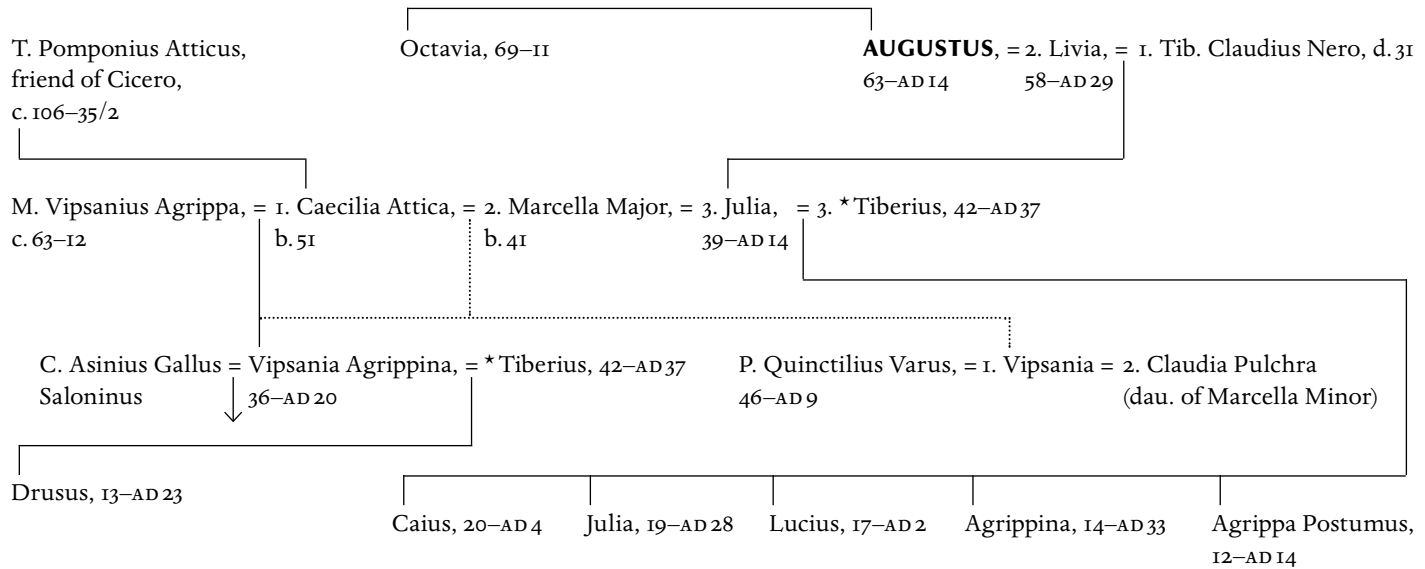 T. Pomponius Atticus,
friend of Cicero,
c. 106–35/2
Octavia, 69–11
AUGUSTUS, = 2. Livia, = 1. Tib. Claudius Nero, d. 31
63–AD 14 58–AD 29
M. Vipsanius Agrippa, = 1. Caecilia Attica, = 2. Marcella Major, = 3. Julia, = 3. *Tiberius, 42–AD 37
c. 63–12 b. 51 b. 41 39–AD 14
C. Asinius Gallus = Vipsania Agrippina, = *Tiberius, 42–AD 37
Saloninus 36–AD 20
P. Quinctilius Varus, = 1. Vipsania = 2. Claudia Pulchra
46–AD 9 (dau. of Marcella Minor)
Drusus, 13–AD 23
Caius, 20–AD 4 Julia, 19–AD 28 Lucius, 17–AD 2 Agrippina, 14–AD 33 Agrippa Postumus,
12–AD 14